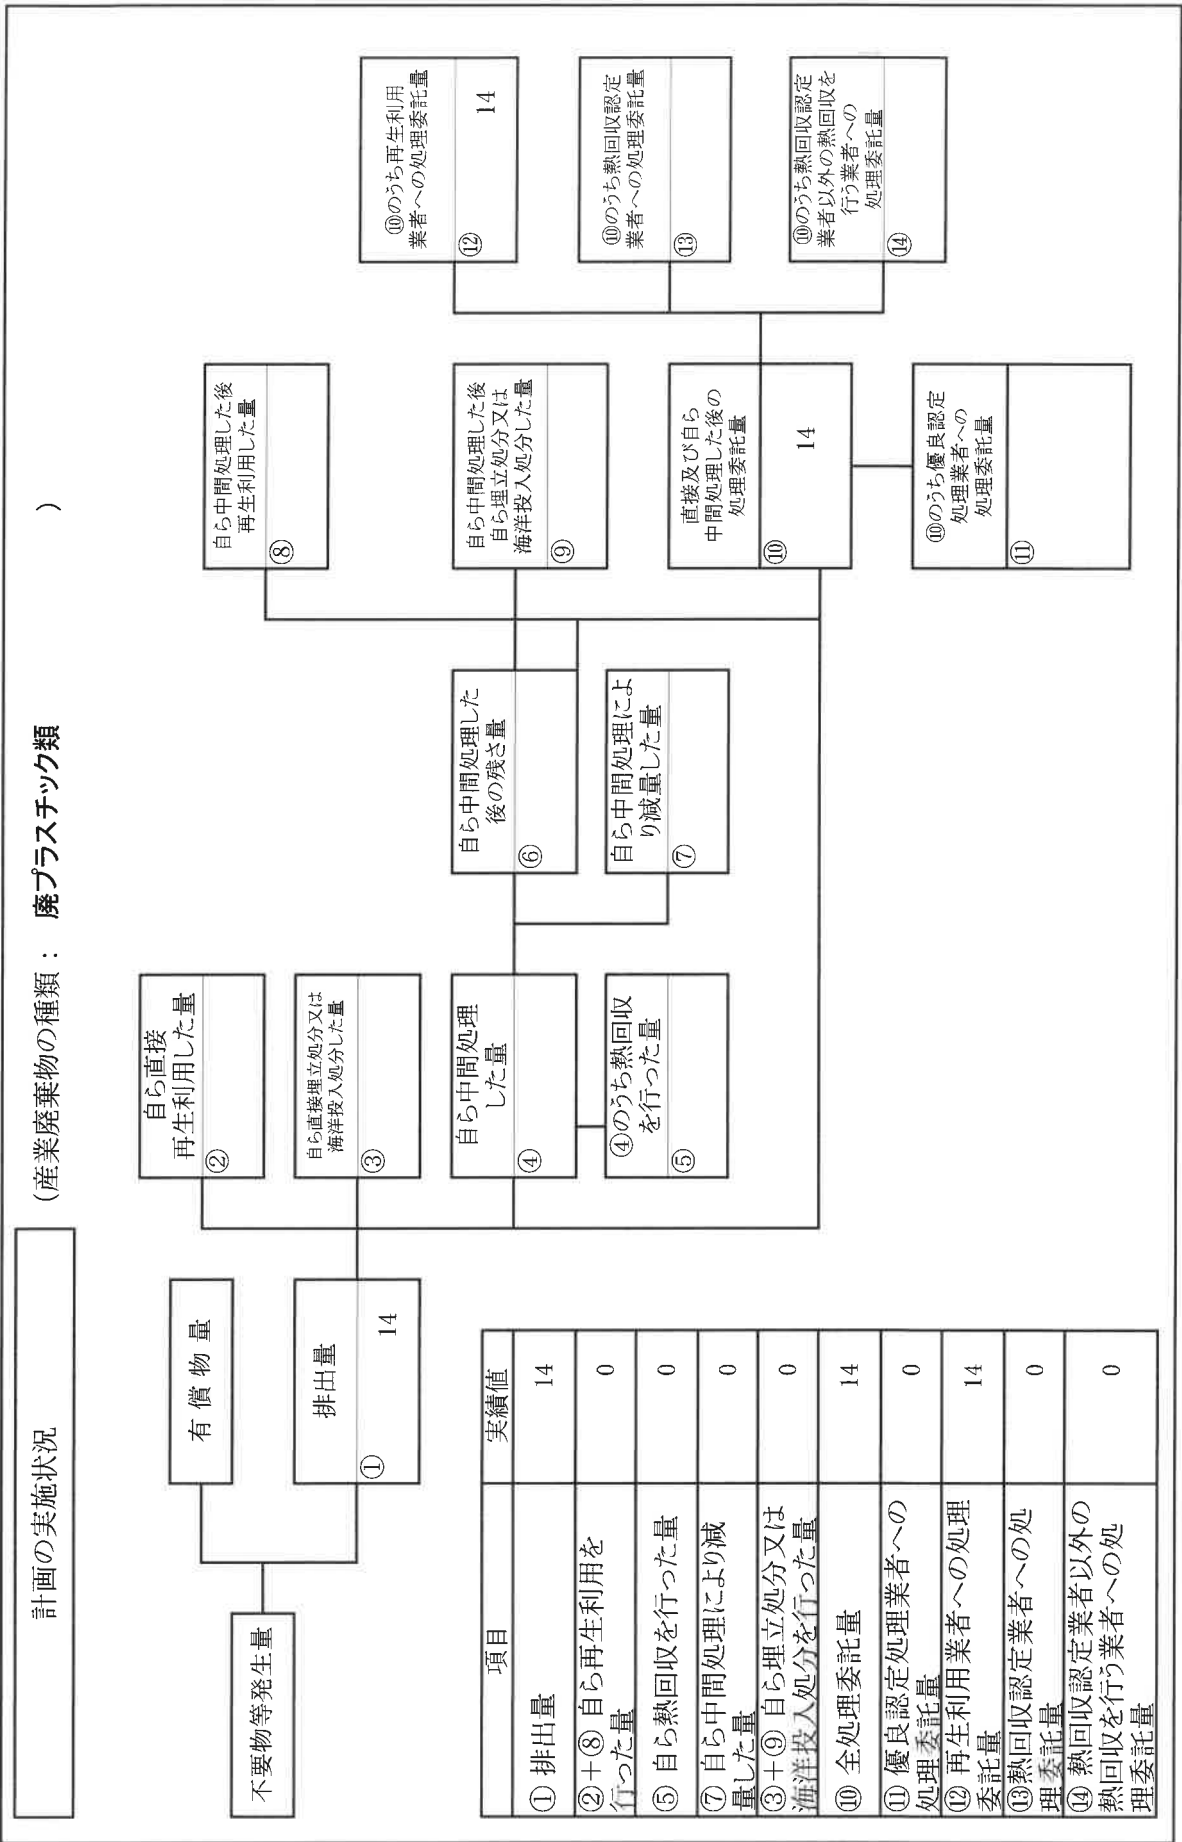 計画の実施状況
（産業廃棄物の種類： 廃プラスチック類 ）
不要物等発生量
有 償 物 量
排出量
①
14
自ら直接
再生利用した量
②
自ら直接埋立処分又は
海洋投入処分した量
③
自ら中間処理
した量
④
④のうち熱回収
を行った量
⑤
自ら中間処理した
後の残さ量
⑥
自ら中間処理によ
り減量した量
⑦
自ら中間処理した後
再生利用した量
⑧
自ら中間処理した後
自ら埋立処分又は
海洋投入処分した量
⑨
直接及び自ら
中間処理した後の
処理委託量
⑩
14
⑩のうち優良認定
処理業者への
処理委託量
⑪
⑩のうち再生利用
業者への処理委託量
⑫
14
⑩のうち熱回収認定
業者への処理委託量
⑬
⑩のうち熱回収認定
業者以外の熱回収を
行う業者への
処理委託量
⑭
項目 実績値
① 排出量 14
②＋⑧ 自ら再生利用を
行った量 0
⑤ 自ら熱回収を行った量 0
⑦ 自ら中間処理により減
量した量 0
③＋⑨ 自ら埋立処分又は
海洋投入処分を行った量 0
⑩ 全処理委託量 14
⑪ 優良認定処理業者への
処理委託量 0
⑫ 再生利用業者への処理
委託量 14
⑬熱回収認定業者への処
理委託量 0
⑭ 熱回収認定業者以外の
熱回収を行う業者への処
理委託量 0